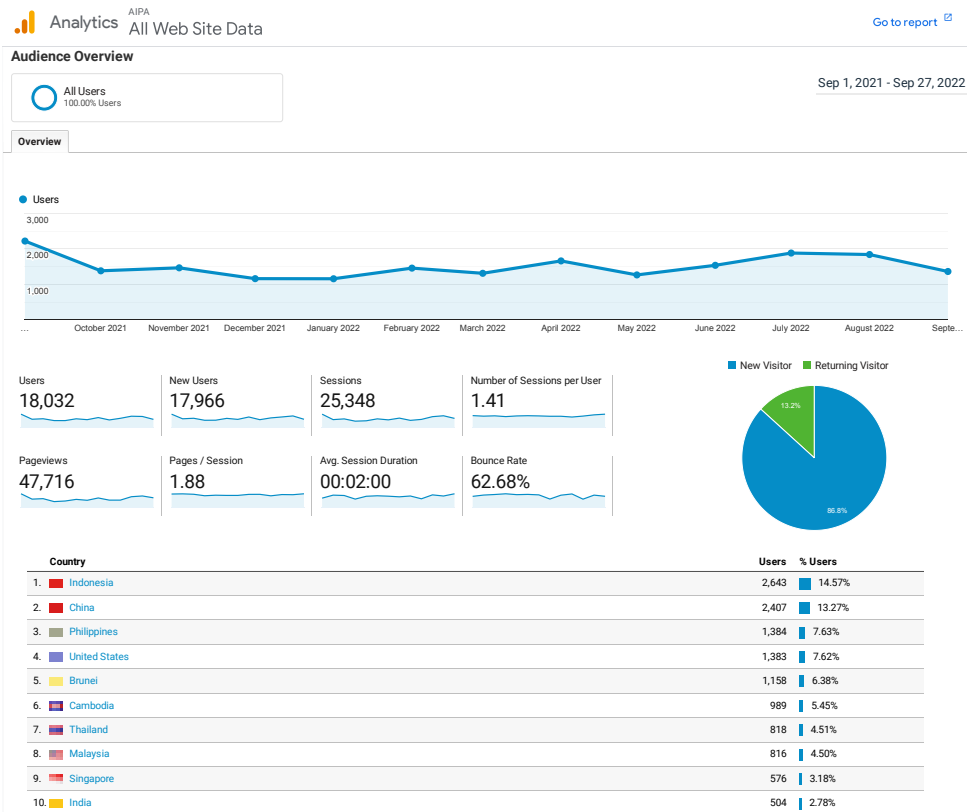 Analytics
AIPA
All Web Site Data
Go to report
Audience Overview
All Users
100.00% Users
Sep 1, 2021 - Sep 27, 2022
Overview
Users
3,000
2,000
1,000
...
October 2021
November 2021
December 2021
January 2022
February 2022
March 2022
April 2022
May 2022
June 2022
July 2022
August 2022
Septe...
New Visitor
Returning Visitor
Users
18,032
New Users
17,966
Sessions
25,348
Number of Sessions per User
1.41
Pageviews
47,716
Pages / Session
1.88
Avg. Session Duration
00:02:00
Bounce Rate
62.68%
13.2%
86.8%
Country Users % Users
1. Indonesia 2,643 14.57%
2. China 2,407 13.27%
3. Philippines 1,384 7.63%
4. United States 1,383 7.62%
5. Brunei 1,158 6.38%
6. Cambodia 989 5.45%
7. Thailand 818 4.51%
8. Malaysia 816 4.50%
9. Singapore 576 3.18%
10. India 504 2.78%